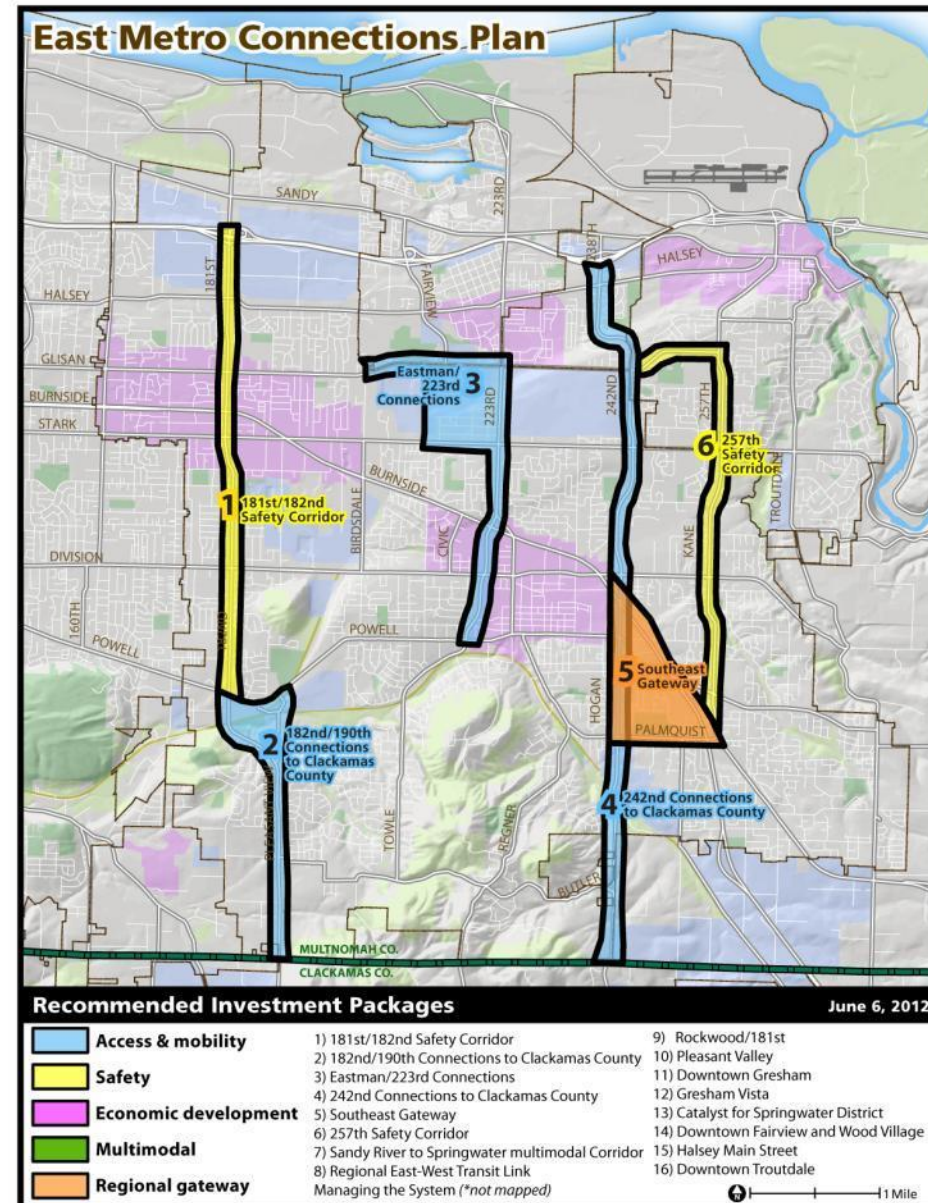 East Metro Connections Plan
SANDY
223RD
181ST
FAIRVIEW
238TH
HALSEY
HALSEY
GLISAN
Eastman/
223rd
Connections
3
BURNSIDE
STARK
223RD
242ND
257TH
6
257th
Safety
Corridor
TROUTDALE
BURNSIDE
1
181st/182nd
Safety Corridor
BIRDSDALE
CIVIC
KANE
DIVISION
160TH
POWELL
POWELL
5
Southeast
Gateway
HOGAN
PALMQUIST
2
182nd/190th
Connections
to Clackamas
County
4
242nd Connections
to Clackamas County
TOWLE
REGNER
BUTLER
MULTNOMAH CO.
CLACKAMAS CO.
Recommended Investment Packages
June 6, 2012
Access & mobility
Safety
Economic development
Multimodal
Regional gateway
1) 181st/182nd Safety Corridor
2) 182nd/190th Connections to Clackamas County
3) Eastman/223rd Connections
4) 242nd Connections to Clackamas County
5) Southeast Gateway
6) 257th Safety Corridor
7) Sandy River to Springwater multimodal Corridor
8) Regional East-West Transit Link
Managing the System (*not mapped)
9) Rockwood/181st
10) Pleasant Valley
11) Downtown Gresham
12) Gresham Vista
13) Catalyst for Springwater District
14) Downtown Fairview and Wood Village
15) Halsey Main Street
16) Downtown Troutdale
1 Mile